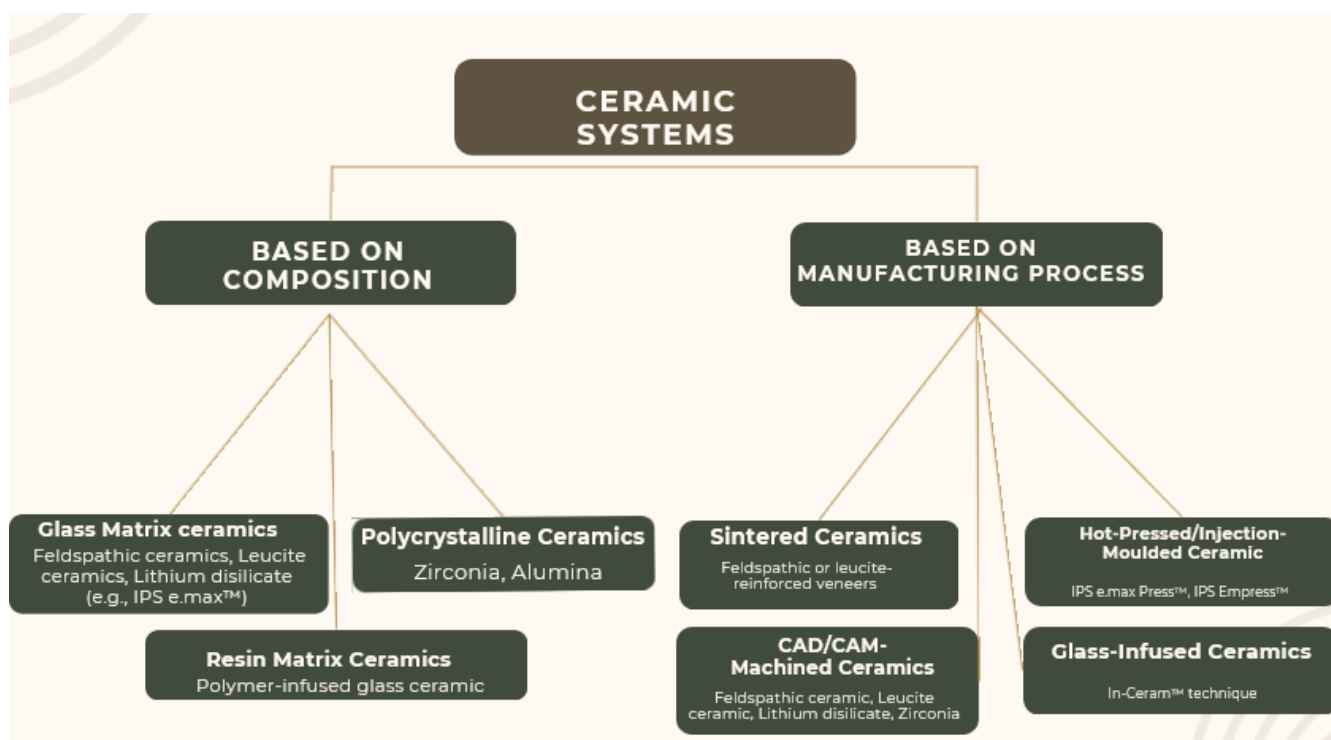 CERAMIC
SYSTEMS
BASED ON
COMPOSITION
BASED ON
MANUFACTURING PROCESS
Glass Matrix ceramics
Feldspathic ceramics, Leucite
ceramics, Lithium disilicate
(e.g., IPS e.max™)
Polycrystalline Ceramics
Zirconia, Alumina
Resin Matrix Ceramics
Polymer-infused glass ceramic
Sintered Ceramics
Feldspathic or leucite-
reinforced veneers
Hot-Pressed/Injection-
Moulded Ceramic
IPS e.max Press™, IPS Empress™
CAD/CAM-
Machined Ceramics
Feldspathic ceramic, Leucite
ceramic, Lithium disilicate, Zirconia
Glass-Infused Ceramics
In-Ceram™ technique